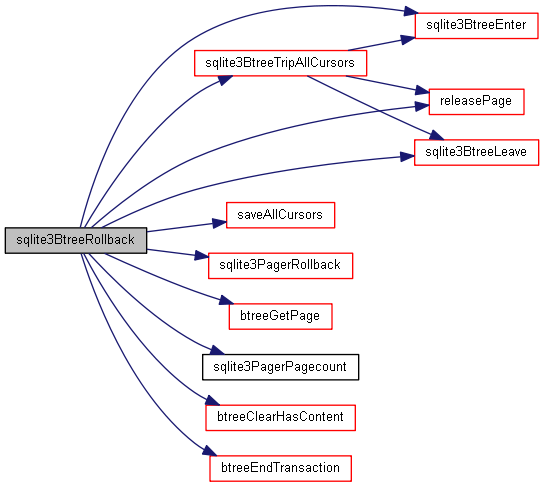 sqlite3BtreeEnter
sqlite3BtreeTripAllCursors
releasePage
sqlite3BtreeLeave
saveAllCursors
sqlite3BtreeRollback
sqlite3PagerRollback
btreeGetPage
sqlite3PagerPagecount
btreeClearHasContent
btreeEndTransaction